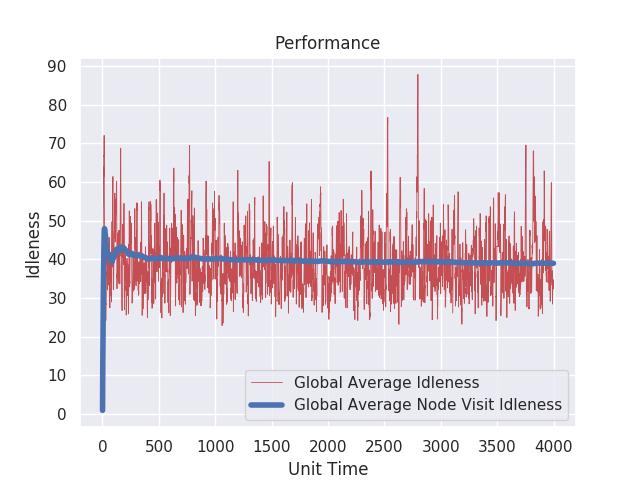 Performance
90
80
70
60
50
40
30
20
10
0
Idleness
Global Average Idleness
Global Average Node Visit Idleness
0 500 1000 1500 2000 2500 3000 3500 4000
Unit Time